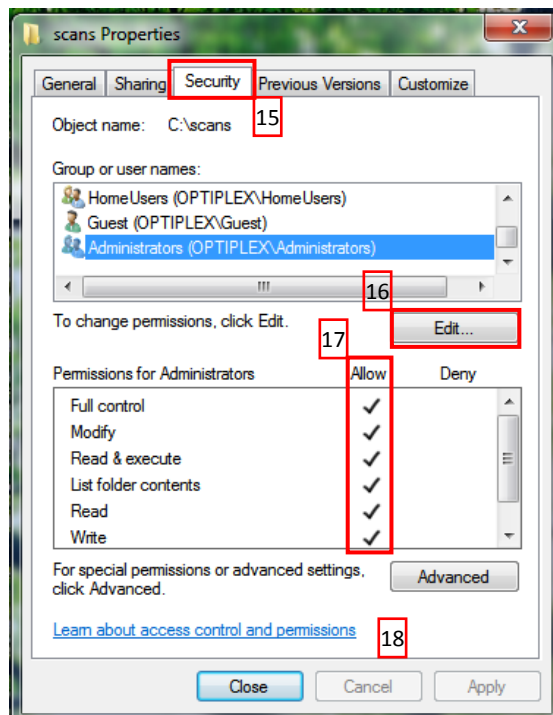 scans Properties
x
General Sharing Security Previous Versions Customize
15
Object name: C:\scans
Group or user names:
HomeUsers (OPTIPLEX\HomeUsers)
Guest (OPTIPLEX\Guest)
Administrators (OPTIPLEX\Administrators)
16
To change permissions, click Edit.
Edit...
17
Permissions for Administrators Allow Deny
Full control
Modify
Read & execute
List folder contents
Read
Write
For special permissions or advanced settings,
click Advanced.
Advanced
Learn about access control and permissions
18
Close Cancel Apply